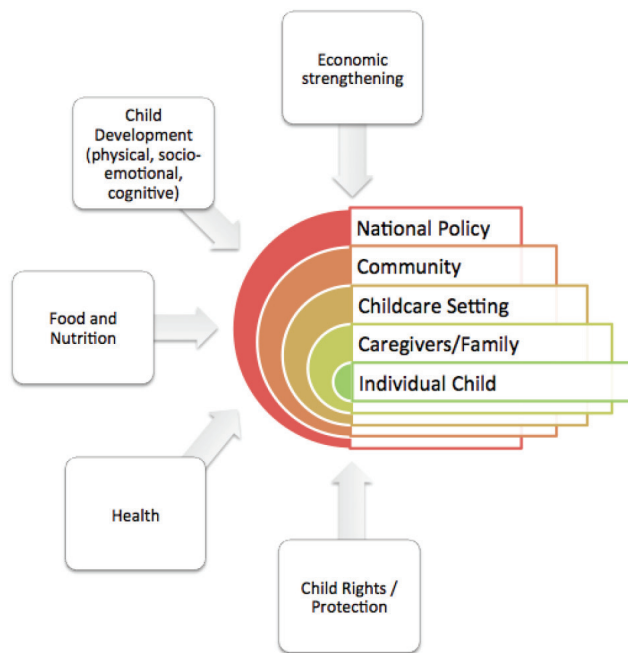 Economic
strengthening
Child
Development
(physical, socio-
emotional,
cognitive)
National Policy
Community
Childcare Setting
Food and
Nutrition
Caregivers/Family
Individual Child
Health
Child Rights /
Protection